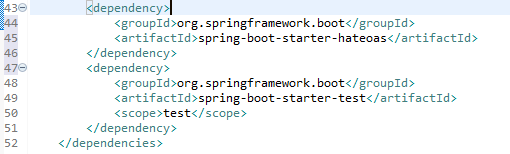 43 <dependency>
44 <groupId>org.springframework.boot</groupId>
45 <artifactId>spring-boot-starter-hateoas</artifactId>
46 </dependency>
47 <dependency>
48 <groupId>org.springframework.boot</groupId>
49 <artifactId>spring-boot-starter-test</artifactId>
50 <scope>test</scope>
51 </dependency>
52 </dependencies>